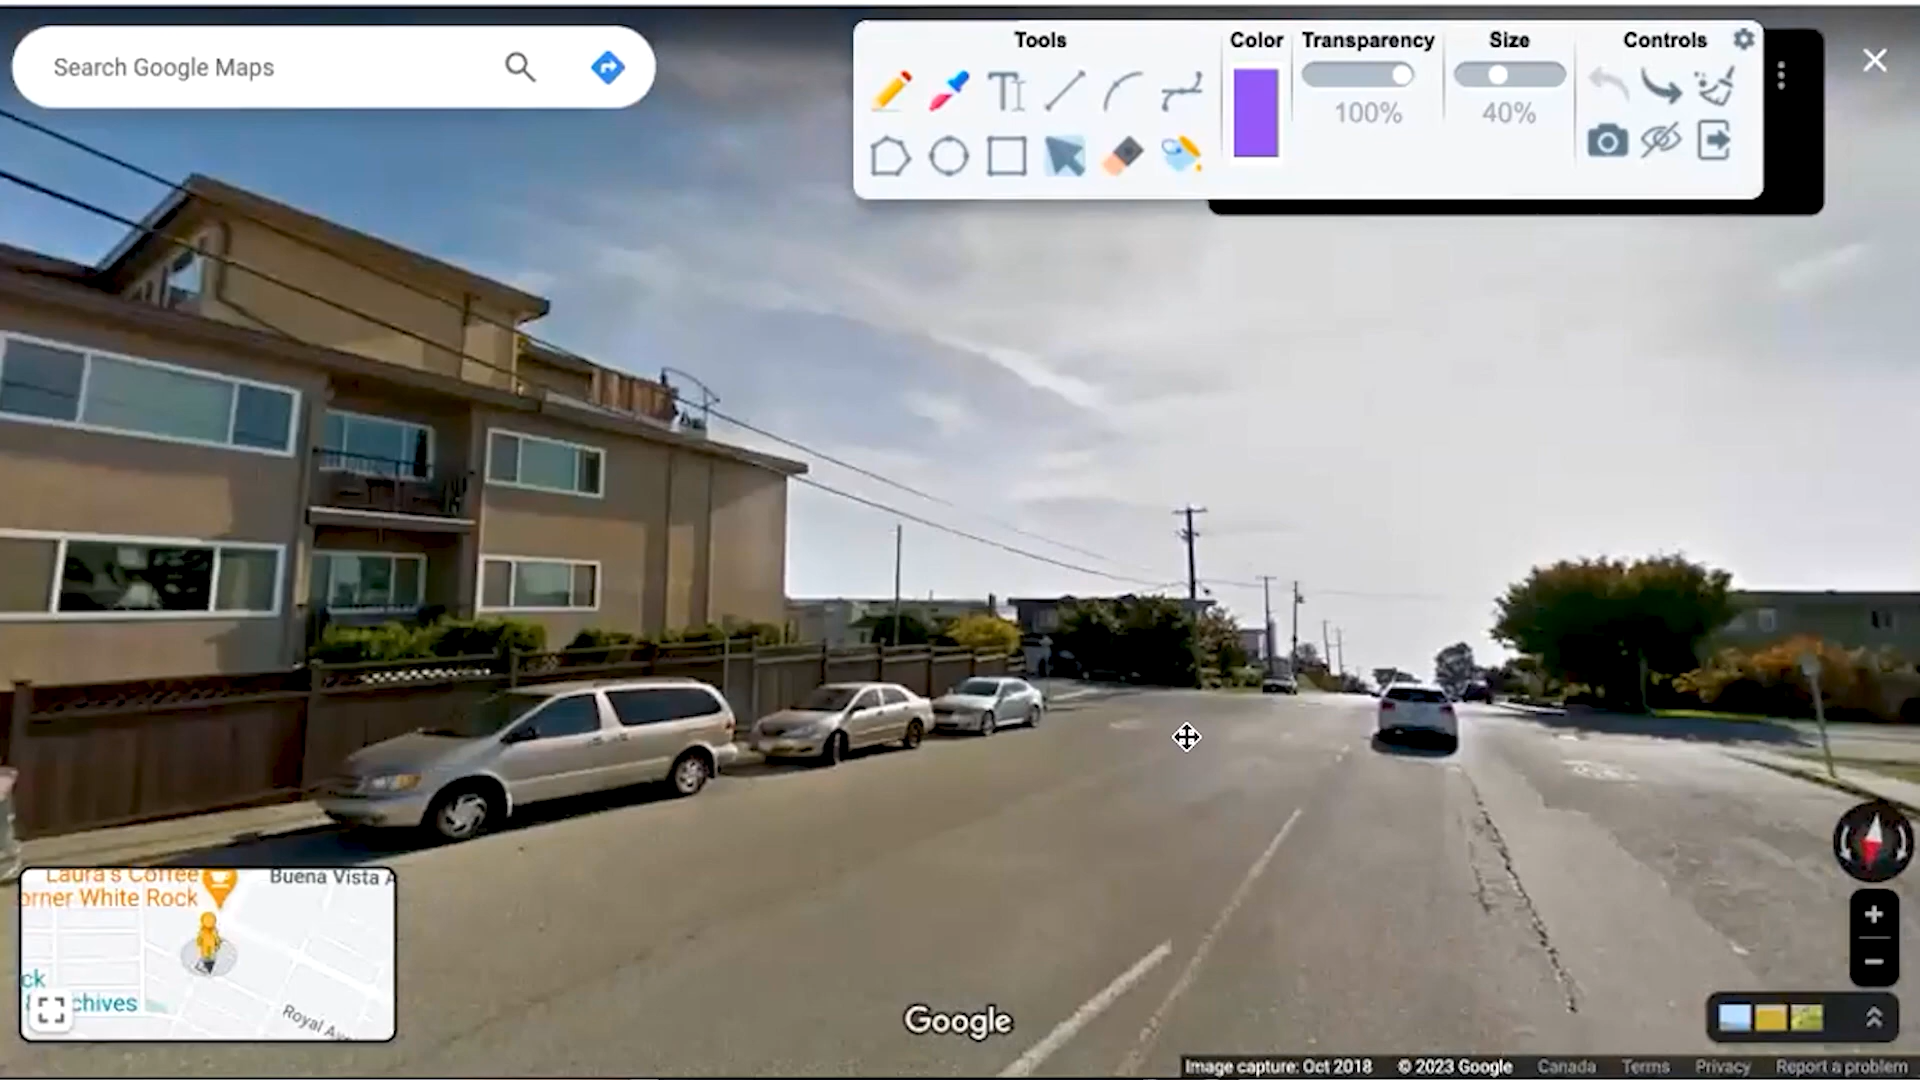 Search Google Maps
Tools
Color
Transparency
Size
Controls
100%
40%
Laura's Coffee
orner White Rock
Buena Vista A
ck
chives
Royal Av
Google
Image capture: Oct 2018 © 2023 Google Canada Terms Privacy Report a problem